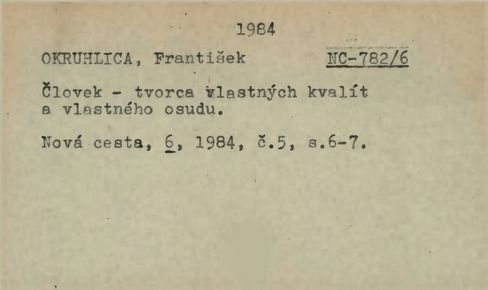 1984
OKRUHLICA, František NC-782/6
Človek - tvorca vlastných kvalít
a vlastného osudu.
Nová cesta, 6, 1984, č.5, s.6-7.